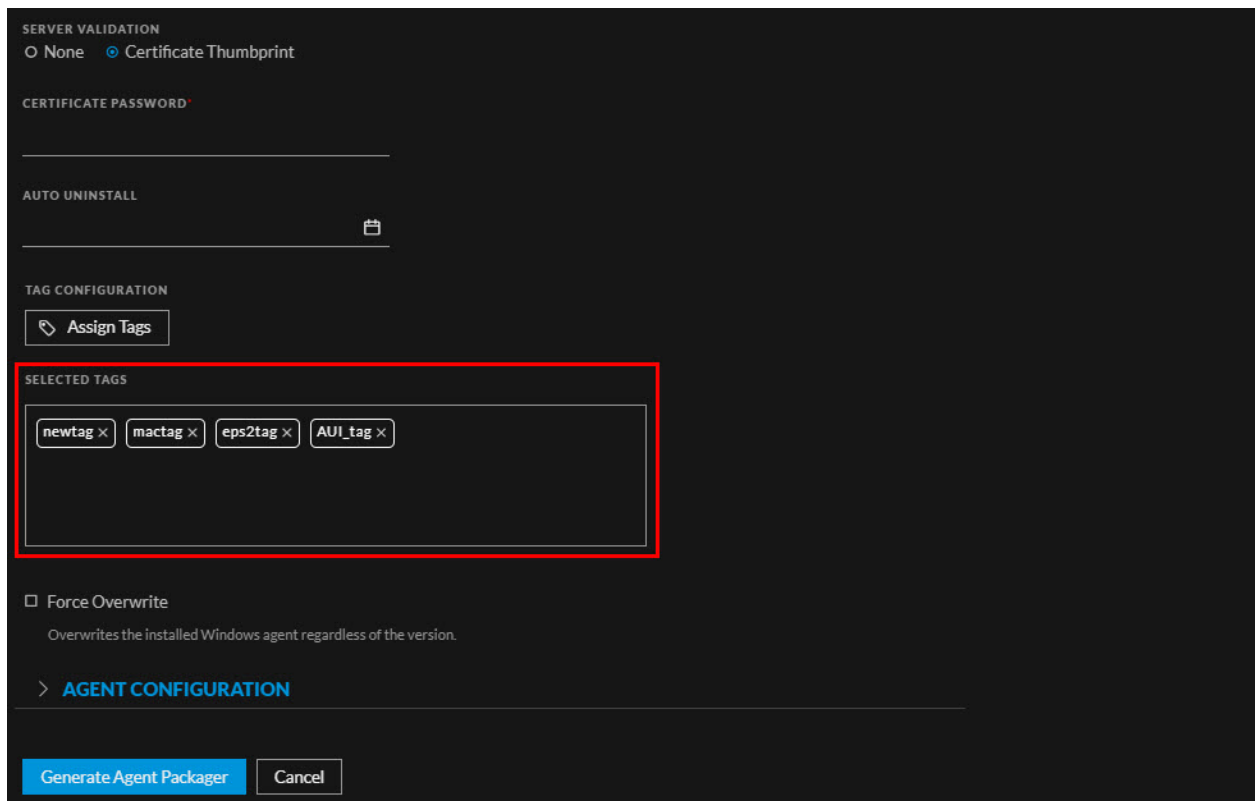 SERVER VALIDATION
None Certificate Thumbprint
CERTIFICATE PASSWORD*
AUTO UNINSTALL
TAG CONFIGURATION
Assign Tags
SELECTED TAGS
newtag × mactag × eps2tag × AUI_tag ×
Force Overwrite
Overwrites the installed Windows agent regardless of the version.
AGENT CONFIGURATION
Generate Agent Packager Cancel